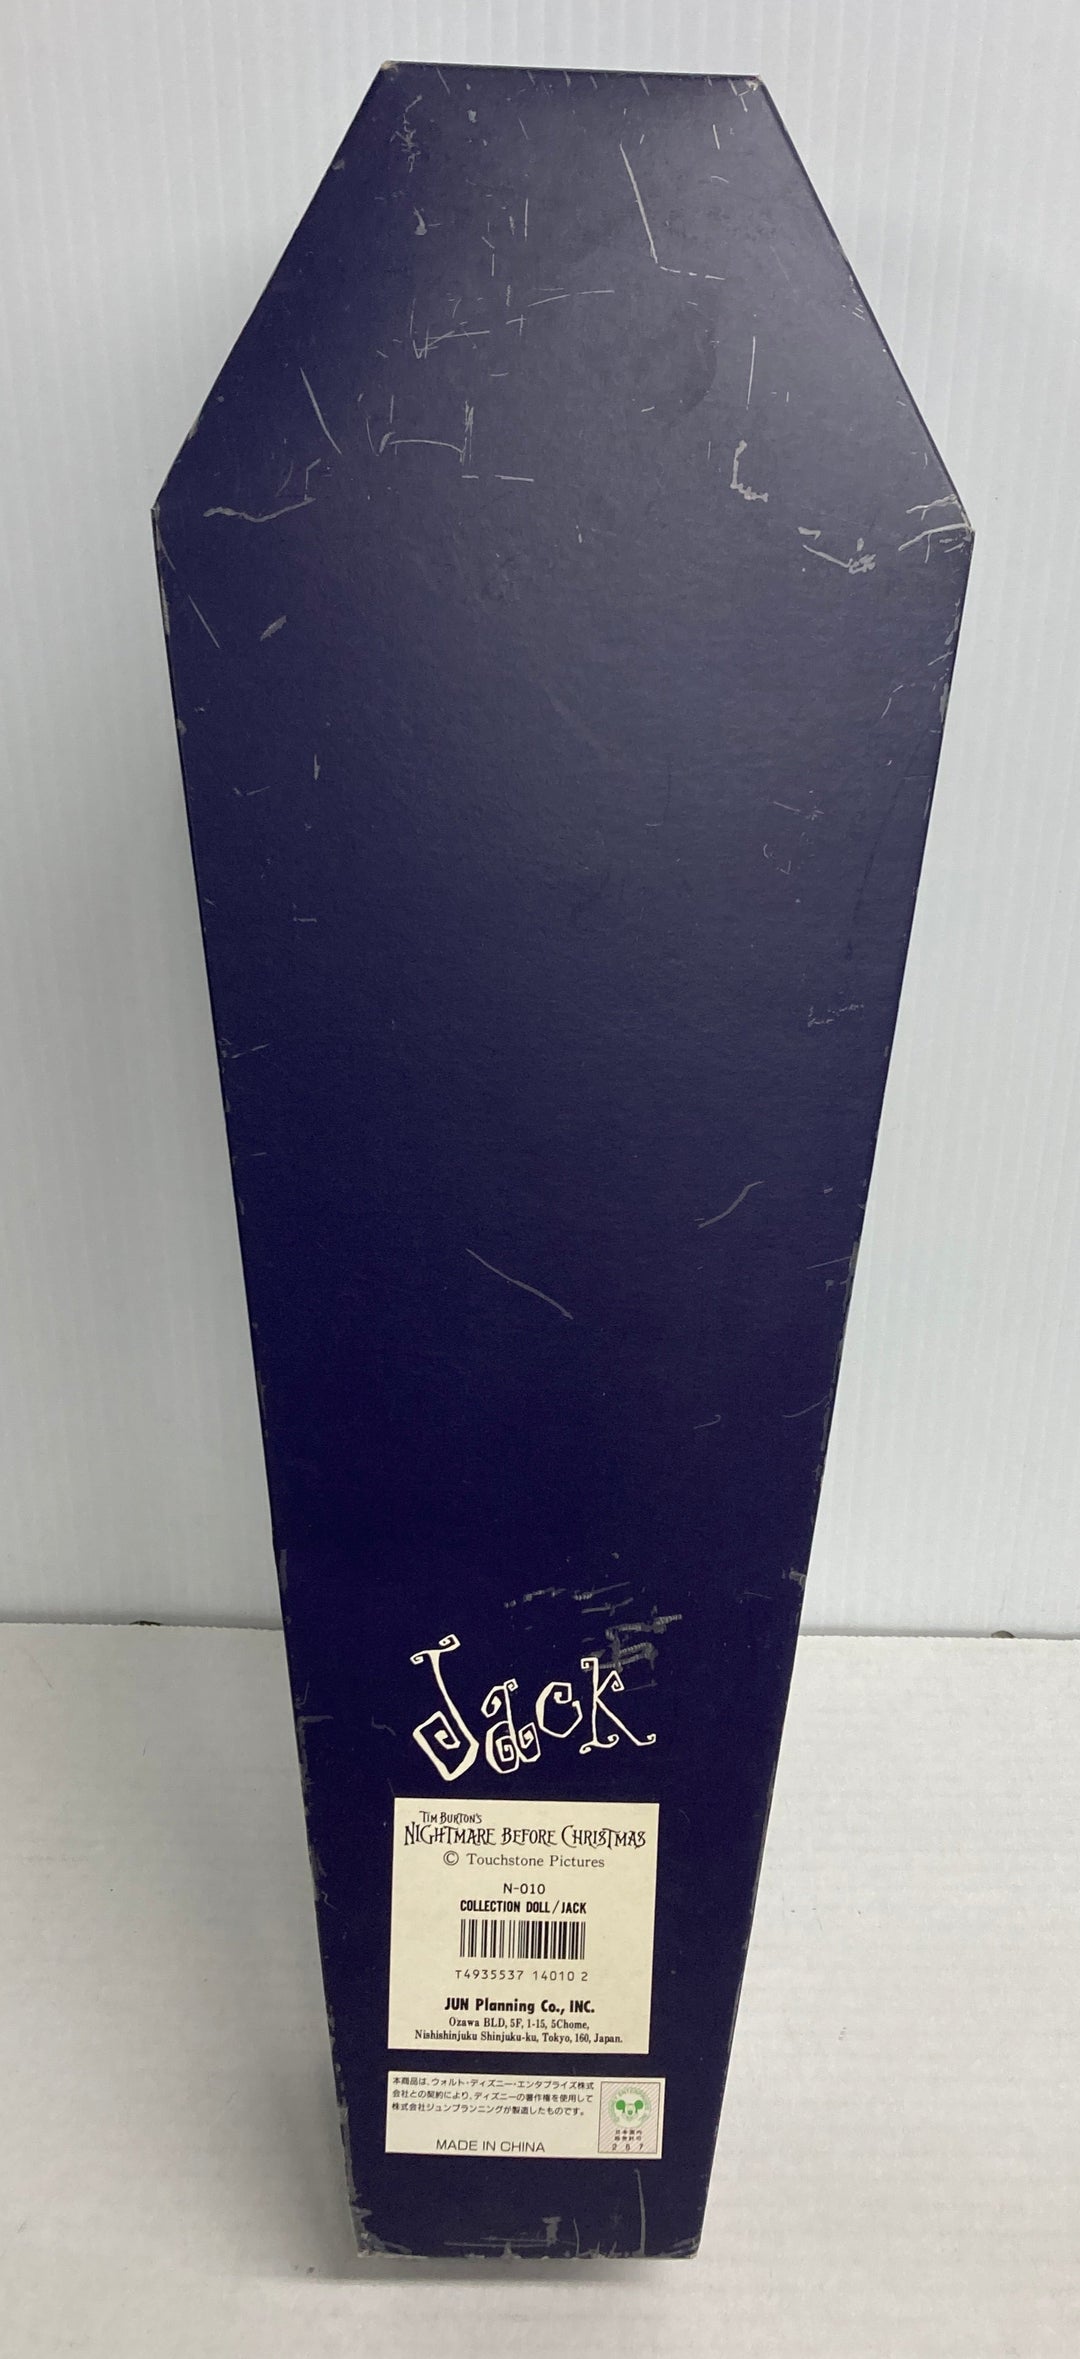 Jack
TIM BURTON'S
NIGHTMARE BEFORE CHRISTMAS
© Touchstone Pictures
N-010
COLLECTION DOLL/JACK
T4935537 14010 2
JUN Planning Co., INC.
Ozawa BLD, 5F, 1-15, 5Chome,
Nishishinjuku Shinjuku-ku, Tokyo, 160, Japan.
本商品は、ウォルト・ディズニー・エンタプライズ株式
会社との契約により、ディズニーの著作権を使用して
株式会社ジュンプランニングが製造したものです。
MADE IN CHINA